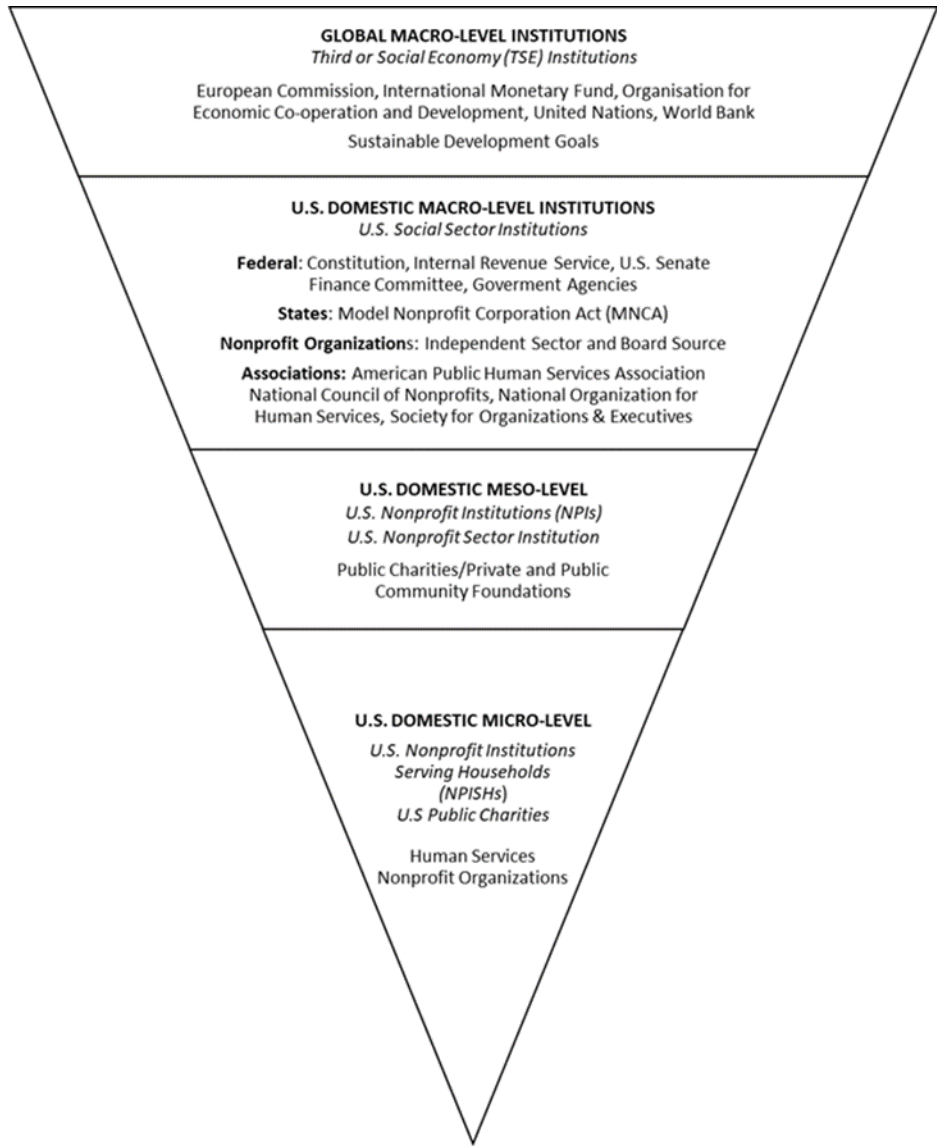 GLOBAL MACRO-LEVEL INSTITUTIONS
Third or Social Economy (TSE) Institutions
European Commission, International Monetary Fund, Organisation for
Economic Co-operation and Development, United Nations, World Bank
Sustainable Development Goals
U.S. DOMESTIC MACRO-LEVEL INSTITUTIONS
U.S. Social Sector Institutions
Federal: Constitution, Internal Revenue Service, U.S. Senate
Finance Committee, Goverment Agencies
States: Model Nonprofit Corporation Act (MNCA)
Nonprofit Organizations: Independent Sector and Board Source
Associations: American Public Human Services Association
National Council of Nonprofits, National Organization for
Human Services, Society for Organizations & Executives
U.S. DOMESTIC MESO-LEVEL
U.S. Nonprofit Institutions (NPIs)
U.S. Nonprofit Sector Institution
Public Charities/Private and Public
Community Foundations
U.S. DOMESTIC MICRO-LEVEL
U.S. Nonprofit Institutions
Serving Households
(NPISHs)
U.S Public Charities
Human Services
Nonprofit Organizations